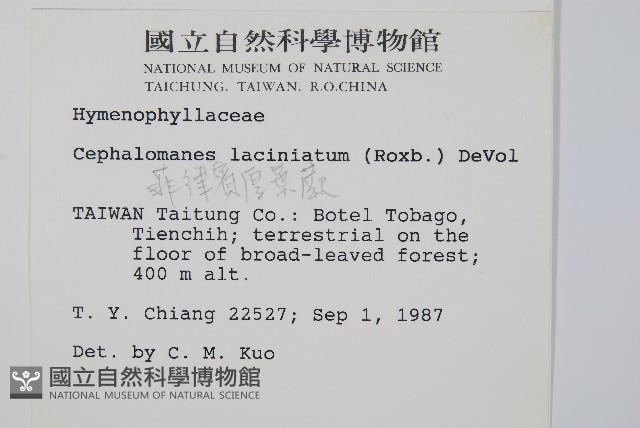 國立自然科學博物館
NATIONAL MUSEUM OF NATURAL SCIENCE
TAICHUNG, TAIWAN, R.O.CHINA
Hymenophyllaceae
Cephalomanes laciniatum (Roxb.) DeVol
菲律賓厚葉蕨
TAIWAN Taitung Co.: Botel Tobago,
Tienchih; terrestrial on the
floor of broad-leaved forest;
400 m alt.
T. Y. Chiang 22527; Sep 1, 1987
Det. by C. M. Kuo
國立自然科學博物館
NATIONAL MUSEUM OF NATURAL SCIENCE